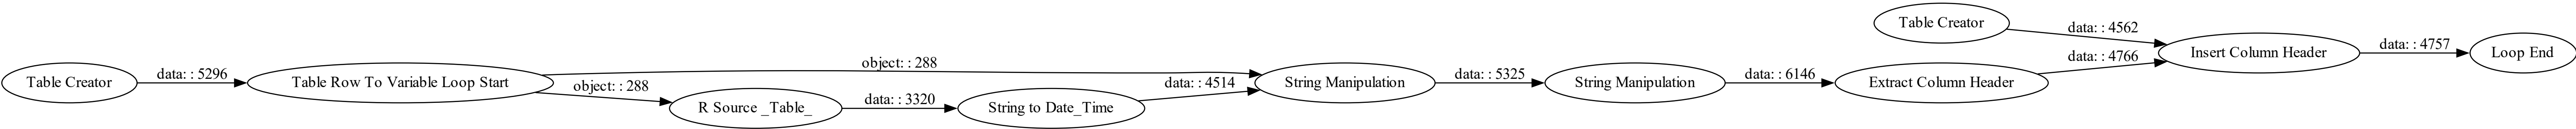 Table Creator
data: : 5296
Table Row To Variable Loop Start
object: : 288
object: : 288
R Source _Table_
data: : 3320
String to Date_Time
data: : 4514
String Manipulation
data: : 5325
String Manipulation
data: : 6146
Extract Column Header
Table Creator
data: : 4562
data: : 4766
Insert Column Header
data: : 4757
Loop End